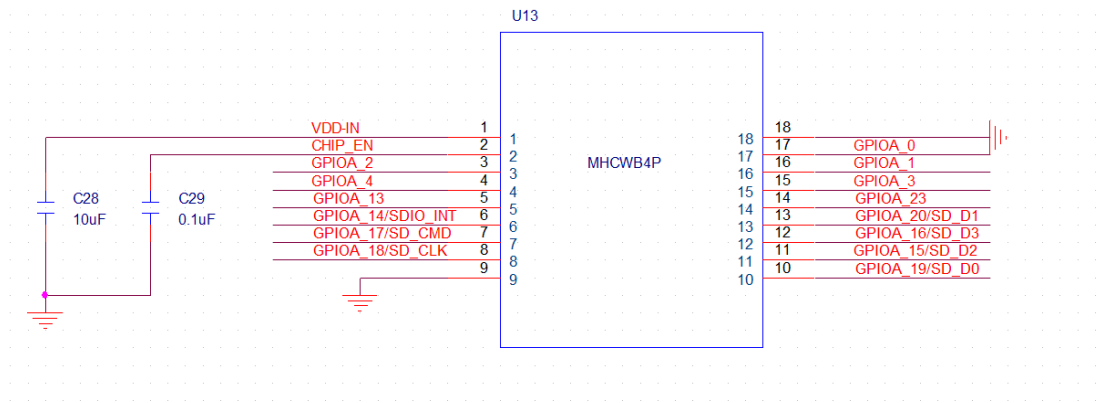 U13
MHCWB4P
VDD-IN 1 1
CHIP_EN 2 2
GPIOA_2 3 3
GPIOA_4 4 4
GPIOA_13 5 5
GPIOA_14/SDIO_INT 6 6
GPIOA_17/SD_CMD 7 7
GPIOA_18/SD_CLK 8 8
9 9
18 18
17 17 GPIOA_0
16 16 GPIOA_1
15 15 GPIOA_3
14 14 GPIOA_23
13 13 GPIOA_20/SD_D1
12 12 GPIOA_16/SD_D3
11 11 GPIOA_15/SD_D2
10 10 GPIOA_19/SD_D0
C28
10uF
C29
0.1uF